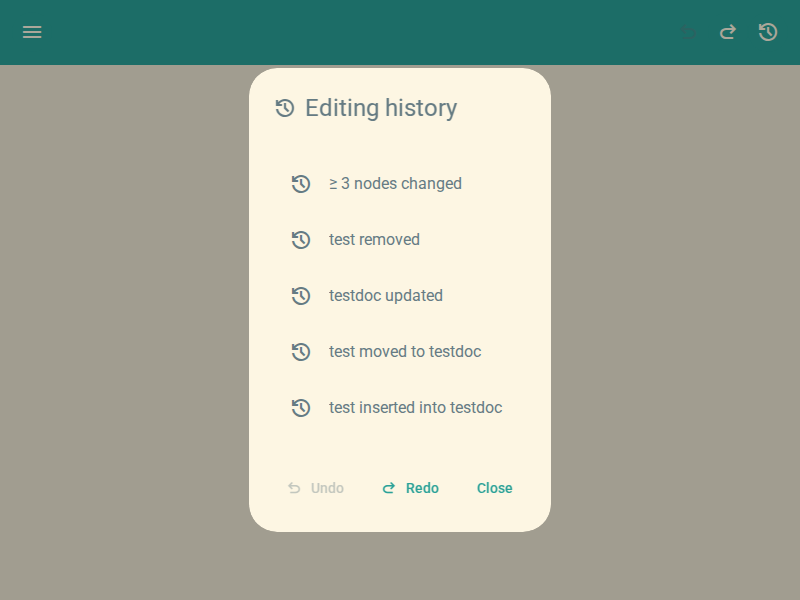 Editing history
≥ 3 nodes changed
test removed
testdoc updated
test moved to testdoc
test inserted into testdoc
Undo Redo Close